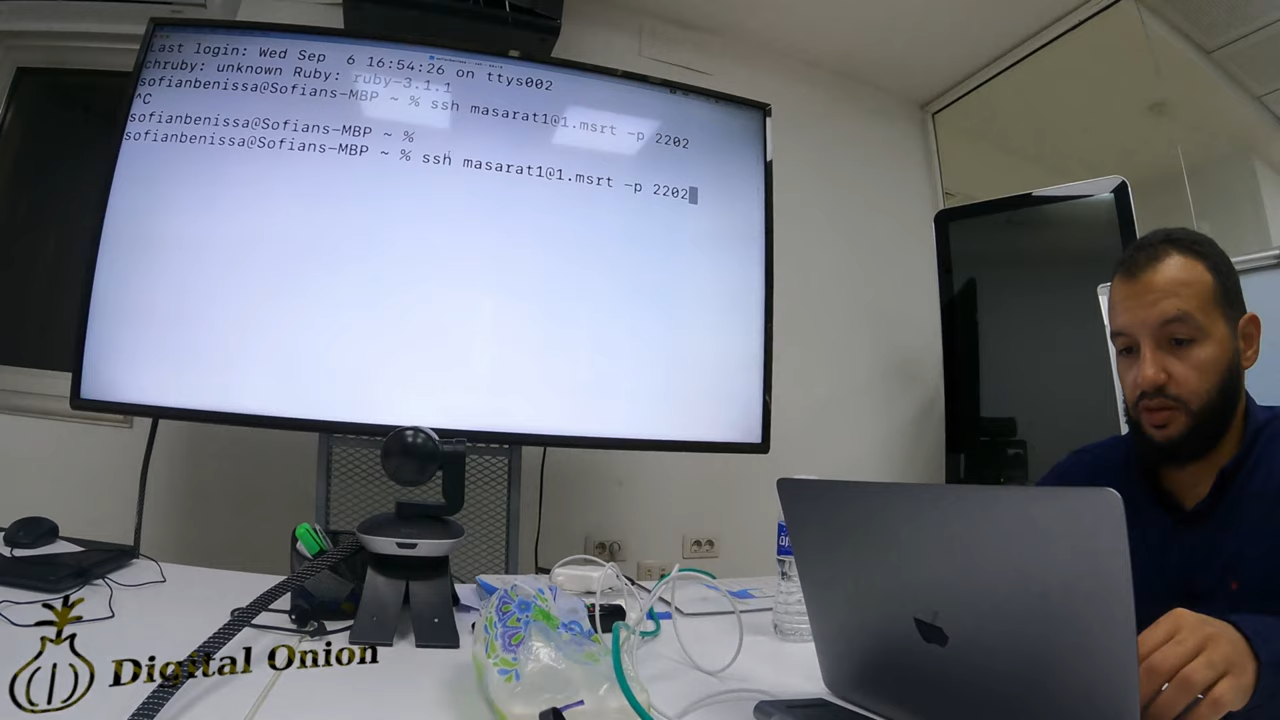 Last login: Wed Sep  6 16:54:26 on ttys002
chruby: unknown Ruby: ruby-3.1.1
sofianbenissa@Sofians-MBP ~ % ssh masarat1@1.msrt -p 2202
^C
sofianbenissa@Sofians-MBP ~ %
sofianbenissa@Sofians-MBP ~ % ssh masarat1@1.msrt -p 2202
Digital Onion